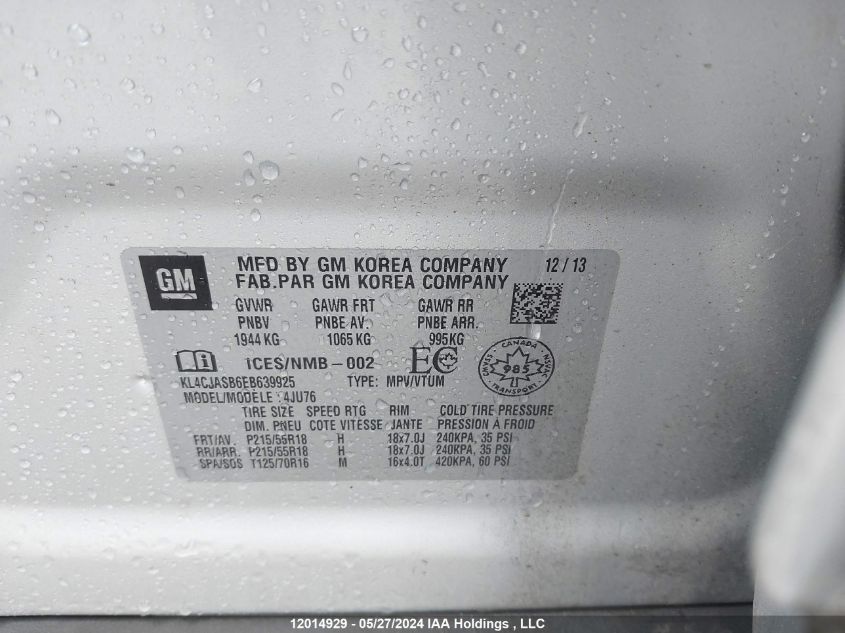 GM
MFD BY GM KOREA COMPANY 12/13
FAB.PAR GM KOREA COMPANY
GVWR GAWR FRT GAWR RR
PNBV PNBE AV. PNBE ARR.
1944 KG 1065 KG 995KG
ICES/NMB-002 EC
CANADA
985
TRANSPORT
KL4CJASB6EB639925 TYPE: MPV/VTUM
MODEL/MODELE: 4JU76
TIRE SIZE SPEED RTG RIM COLD TIRE PRESSURE
DIM. PNEU COTE VITESSE JANTE PRESSION À FROID
FRT/AV. P215/55R18 H 18x7.0J 240KPA, 35 PSI
RR/ARR. P215/55R18 H 18x7.0J 240KPA, 35 PSI
SPA/SOS T125/70R16 M 16x4.0T 420KPA, 60 PSI
12014929 - 05/27/2024 IAA Holdings , LLC